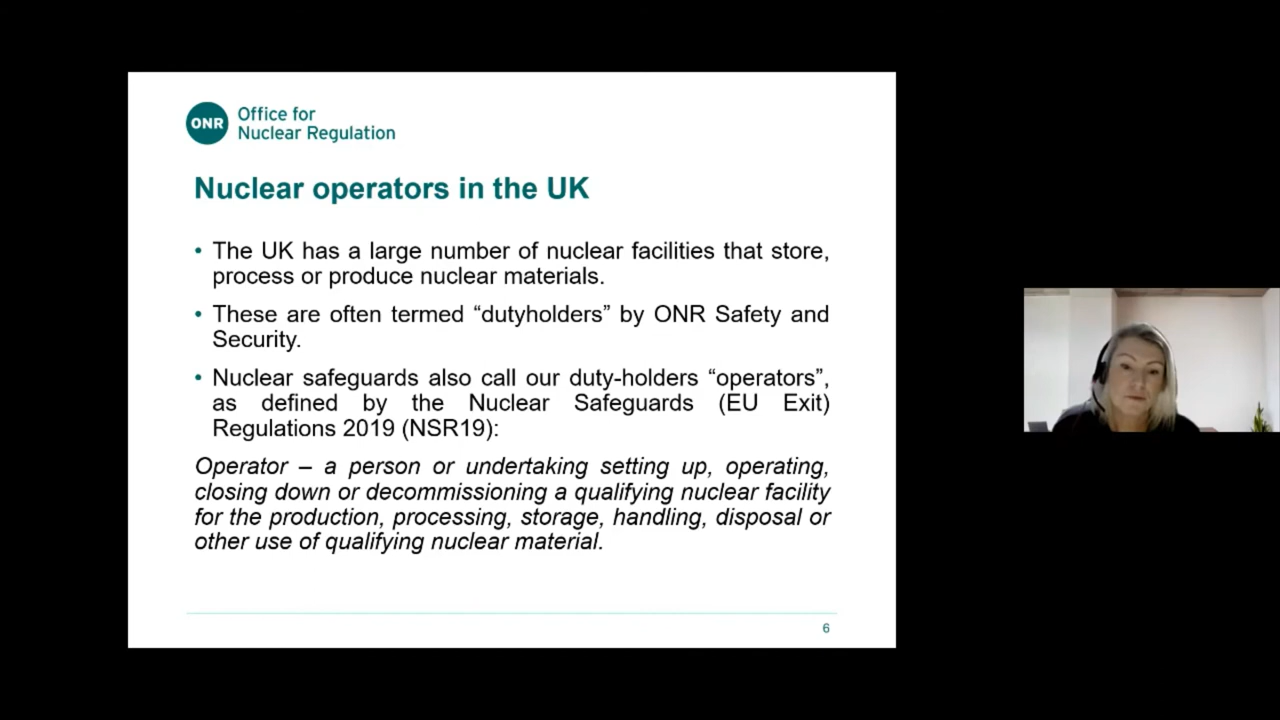 ONR
Office for
Nuclear Regulation
Nuclear operators in the UK
• The UK has a large number of nuclear facilities that store,
process or produce nuclear materials.
• These are often termed “dutyholders” by ONR Safety and
Security.
• Nuclear safeguards also call our duty-holders “operators”,
as defined by the Nuclear Safeguards (EU Exit)
Regulations 2019 (NSR19):
Operator – a person or undertaking setting up, operating,
closing down or decommissioning a qualifying nuclear facility
for the production, processing, storage, handling, disposal or
other use of qualifying nuclear material.
6